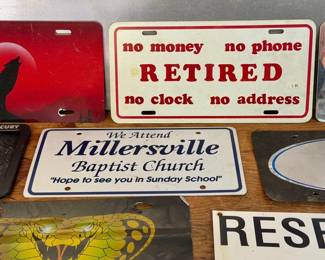 no money no phone
RETIRED
no clock no address
CURY
We Attend
Millersville
Baptist Church
"Hope to see you in Sunday School"
RESE